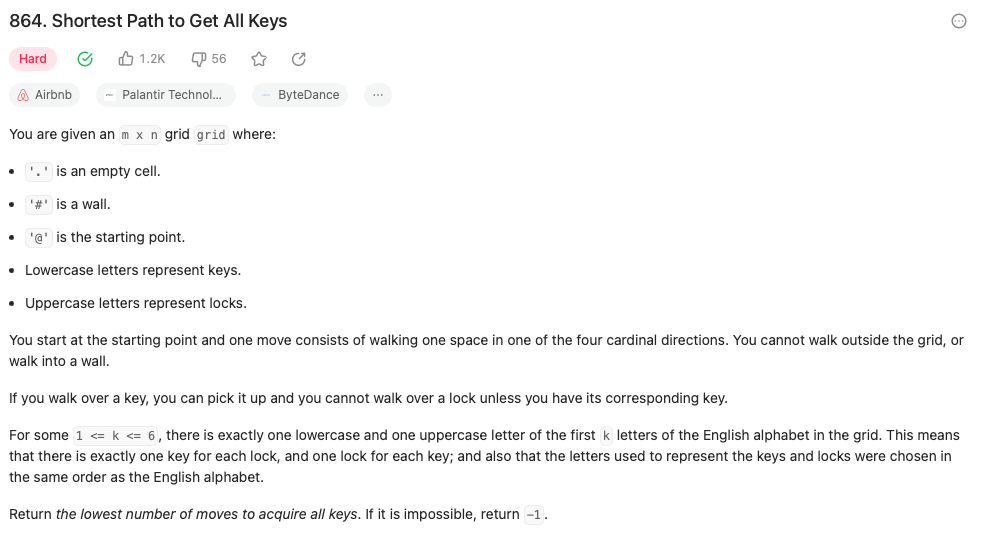 864. Shortest Path to Get All Keys
Hard 1.2K 56
Airbnb Palantir Technol... ByteDance ...
You are given an m x n grid grid where:
• '.' is an empty cell.
• '#' is a wall.
• '@' is the starting point.
• Lowercase letters represent keys.
• Uppercase letters represent locks.
You start at the starting point and one move consists of walking one space in one of the four cardinal directions. You cannot walk outside the grid, or
walk into a wall.
If you walk over a key, you can pick it up and you cannot walk over a lock unless you have its corresponding key.
For some 1 <= k <= 6, there is exactly one lowercase and one uppercase letter of the first k letters of the English alphabet in the grid. This means
that there is exactly one key for each lock, and one lock for each key; and also that the letters used to represent the keys and locks were chosen in
the same order as the English alphabet.
Return the lowest number of moves to acquire all keys. If it is impossible, return -1.